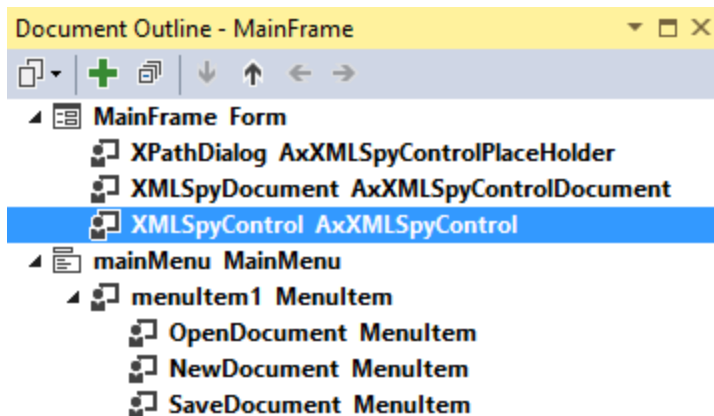 Document Outline - MainFrame
MainFrame Form
XPathDialog AxXMLSpyControlPlaceHolder
XMLSpyDocument AxXMLSpyControlDocument
XMLSpyControl AxXMLSpyControl
mainMenu MainMenu
menuItem1 MenuItem
OpenDocument MenuItem
NewDocument MenuItem
SaveDocument MenuItem